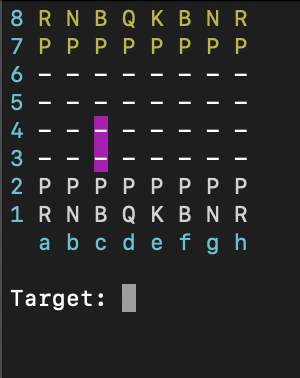 8 R N B Q K B N R
7 P P P P P P P P
6 – – – – – – – –
5 – – – – – – – –
4 – – – – – – – –
3 – – – – – – – –
2 P P P P P P P P
1 R N B Q K B N R
a b c d e f g h
Target: